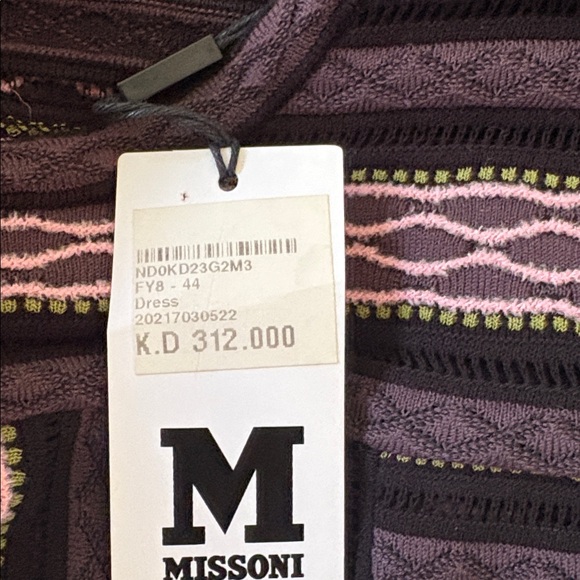 ND0KD23G2M3
FY8 - 44
Dress
20217030522
K.D 312.000
M
MISSONI